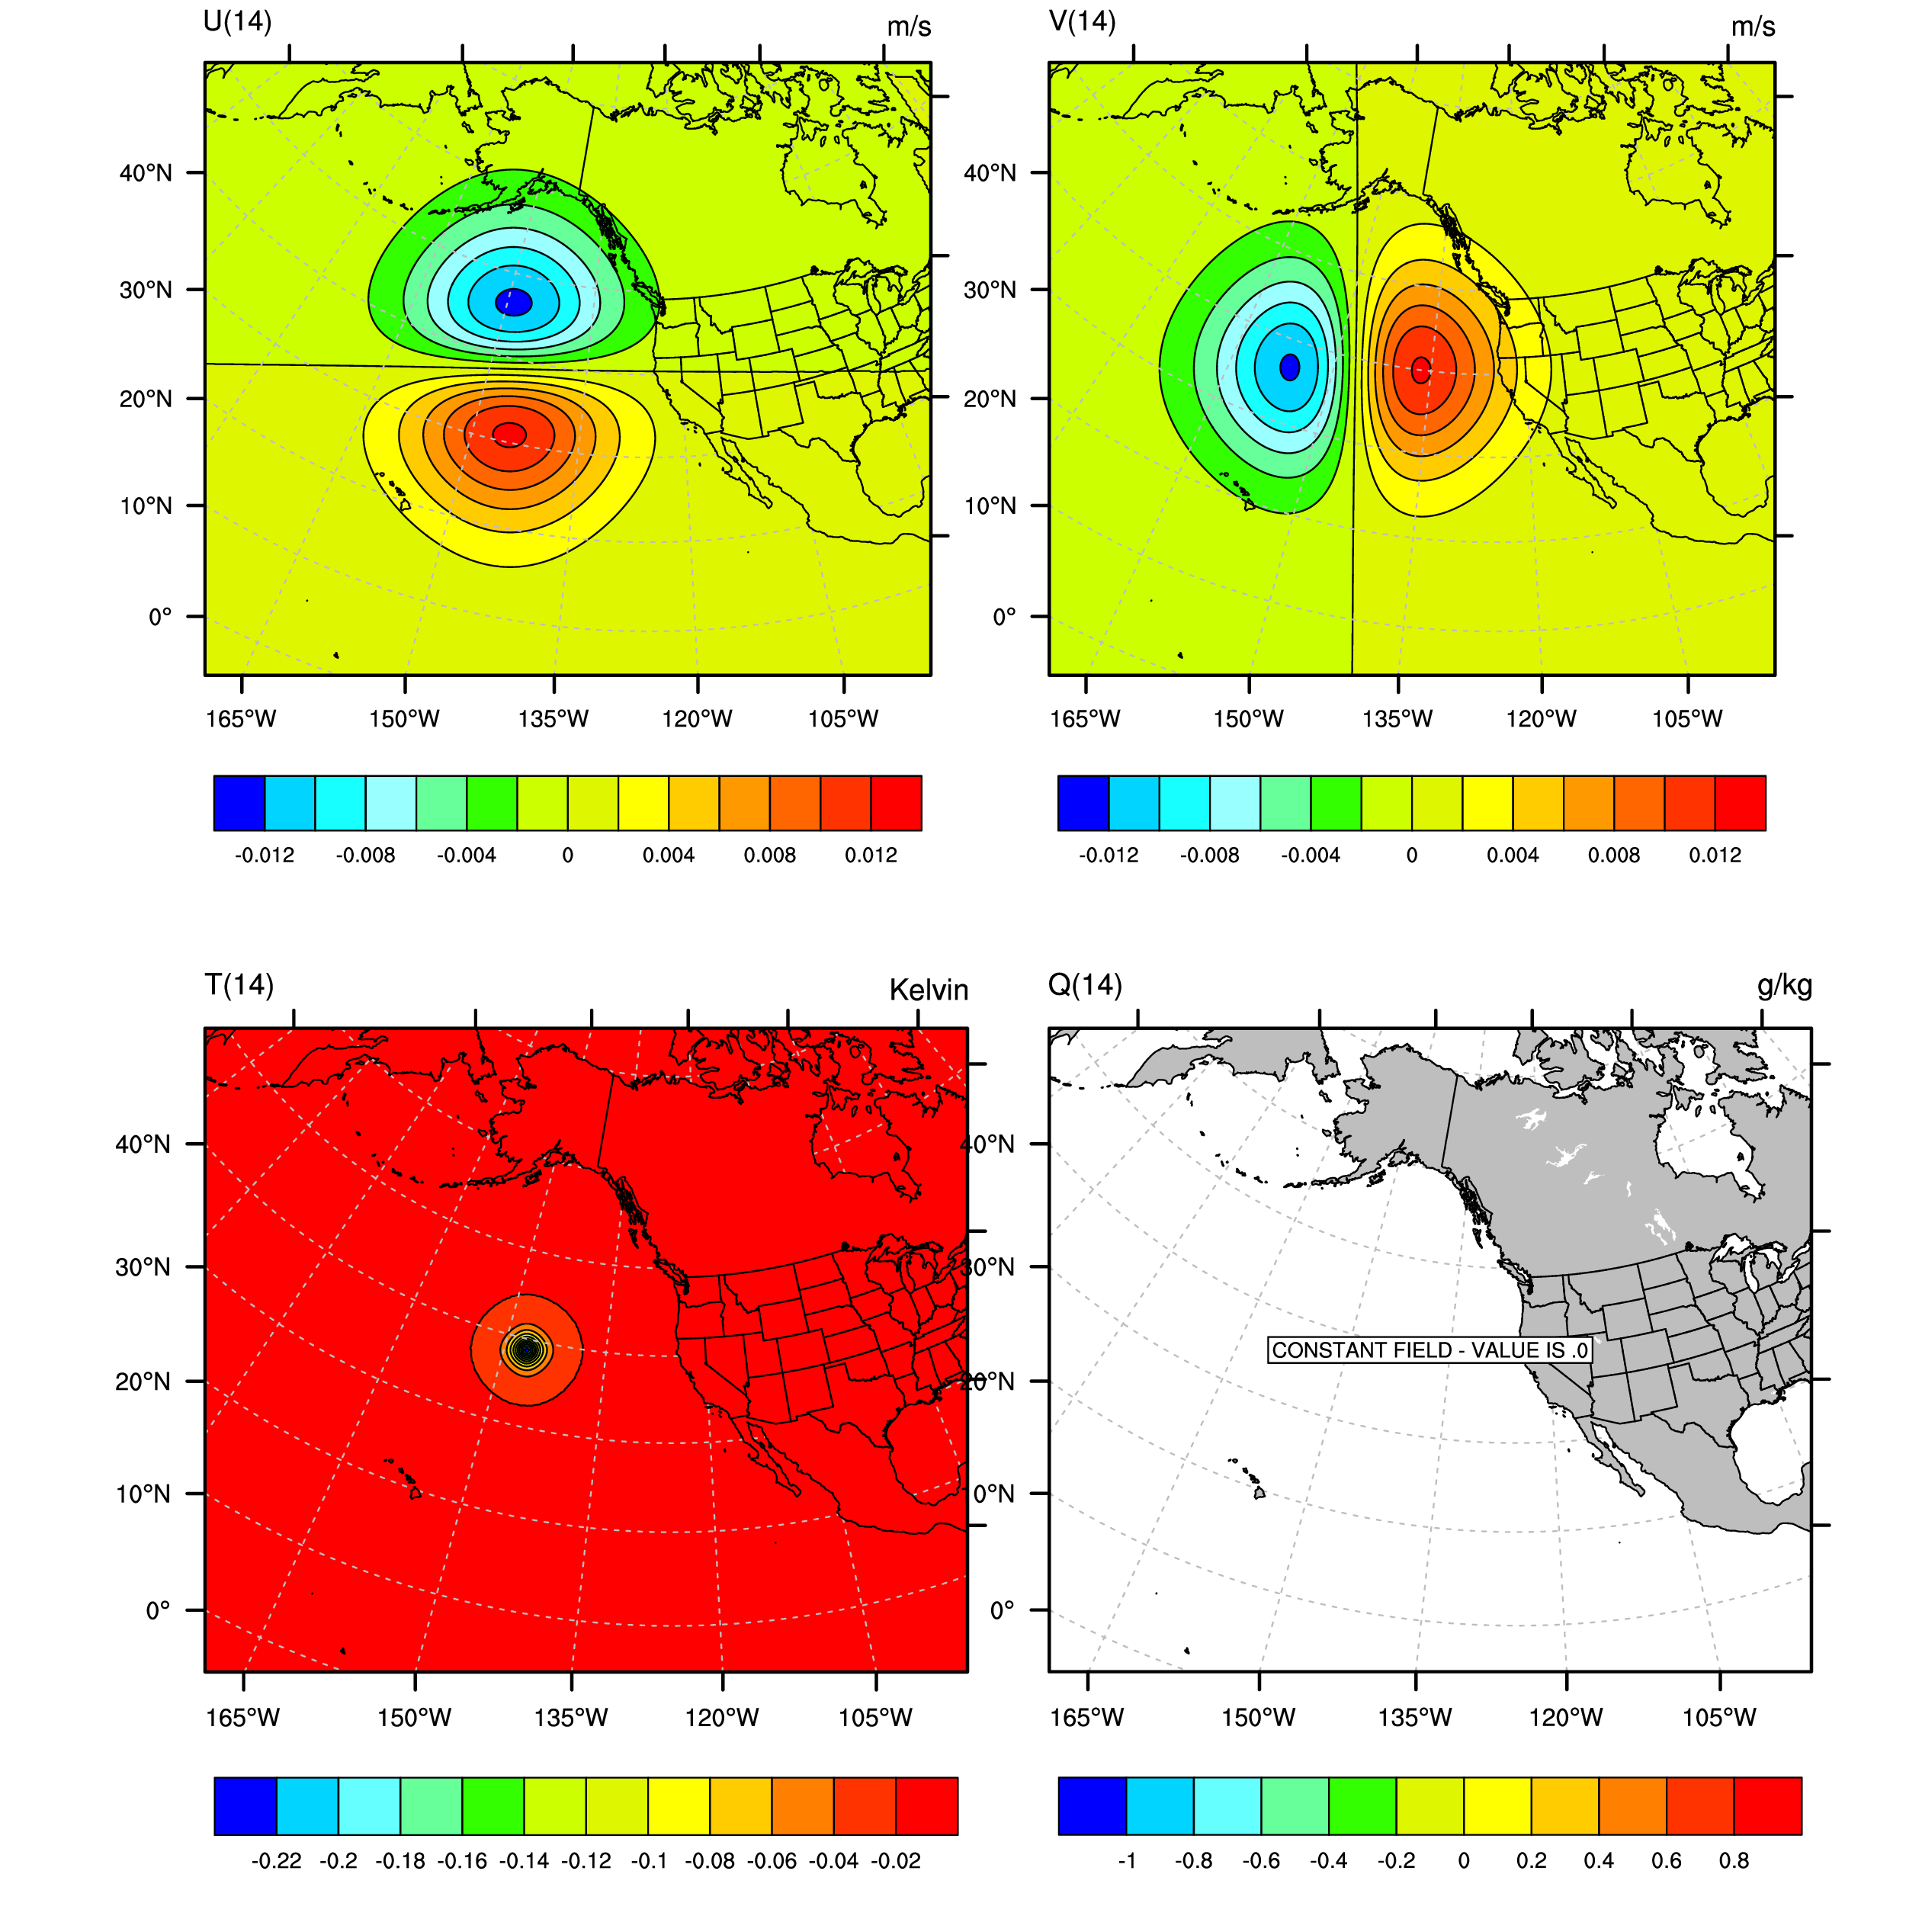 U(14) m/s
V(14) m/s
40°N
30°N
20°N
10°N
0°
165°W 150°W 135°W 120°W 105°W
-0.012 -0.008 -0.004 0 0.004 0.008 0.012
40°N
30°N
20°N
10°N
0°
165°W 150°W 135°W 120°W 105°W
-0.012 -0.008 -0.004 0 0.004 0.008 0.012
T(14) Kelvin
Q(14) g/kg
40°N
30°N
20°N
10°N
0°
165°W 150°W 135°W 120°W 105°W
-0.22 -0.2 -0.18 -0.16 -0.14 -0.12 -0.1 -0.08 -0.06 -0.04 -0.02
40°N
30°N
20°N
0°N
0°
CONSTANT FIELD - VALUE IS .0
165°W 150°W 135°W 120°W 105°W
-1 -0.8 -0.6 -0.4 -0.2 0 0.2 0.4 0.6 0.8